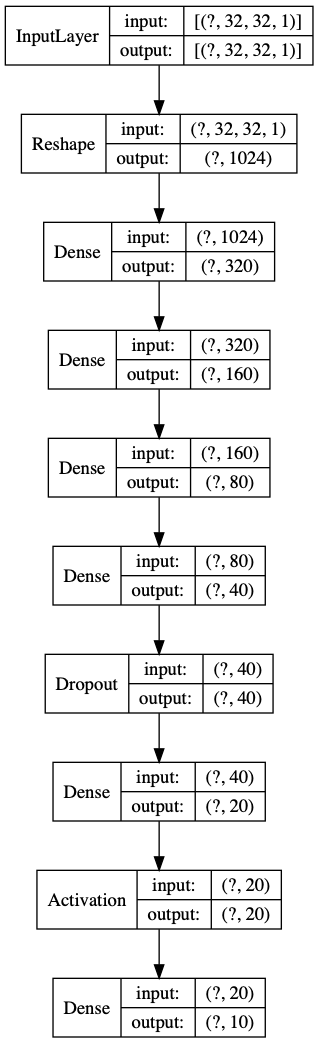 InputLayer
input: [(?, 32, 32, 1)]
output: [(?, 32, 32, 1)]
Reshape
input: (?, 32, 32, 1)
output: (?, 1024)
Dense
input: (?, 1024)
output: (?, 320)
Dense
input: (?, 320)
output: (?, 160)
Dense
input: (?, 160)
output: (?, 80)
Dense
input: (?, 80)
output: (?, 40)
Dropout
input: (?, 40)
output: (?, 40)
Dense
input: (?, 40)
output: (?, 20)
Activation
input: (?, 20)
output: (?, 20)
Dense
input: (?, 20)
output: (?, 10)